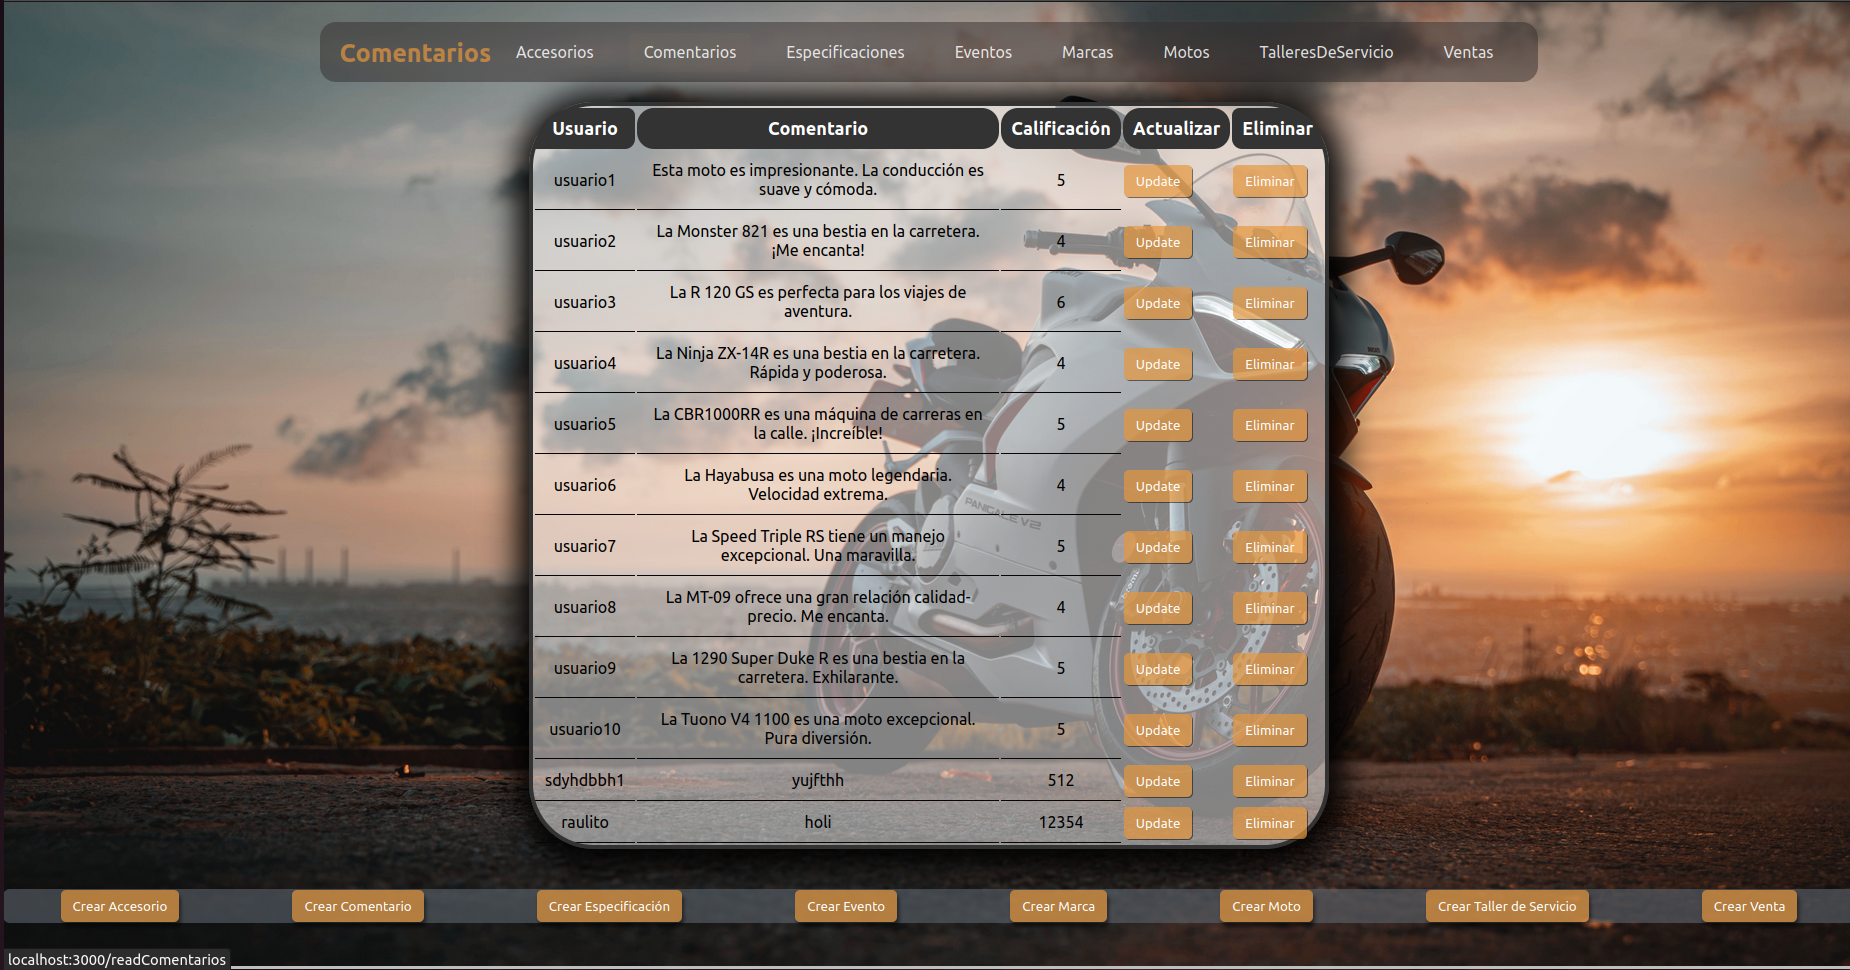 Comentarios Accesorios Comentarios Especificaciones Eventos Marcas Motos TalleresDeServicio Ventas
Usuario Comentario Calificación Actualizar Eliminar
usuario1 Esta moto es impresionante. La conducción es
suave y cómoda. 5 Update Eliminar
usuario2 La Monster 821 es una bestia en la carretera.
¡Me encanta! 4 Update Eliminar
usuario3 La R 120 GS es perfecta para los viajes de
aventura. 6 Update Eliminar
usuario4 La Ninja ZX-14R es una bestia en la carretera.
Rápida y poderosa. 4 Update Eliminar
usuario5 La CBR1000RR es una máquina de carreras en
la calle. ¡Increíble! 5 Update Eliminar
usuario6 La Hayabusa es una moto legendaria.
Velocidad extrema. 4 Update Eliminar
PANIGALE V2
usuario7 La Speed Triple RS tiene un manejo
excepcional. Una maravilla. 5 Update Eliminar
usuario8 La MT-09 ofrece una gran relación calidad-
precio. Me encanta. 4 Update Eliminar
usuario9 La 1290 Super Duke R es una bestia en la
carretera. Exhilarante. 5 Update Eliminar
usuario10 La Tuono V4 1100 es una moto excepcional.
Pura diversión. 5 Update Eliminar
sdyhdbbh1 yujfthh 512 Update Eliminar
raulito holi 12354 Update Eliminar
Crear Accesorio Crear Comentario Crear Especificación Crear Evento Crear Marca Crear Moto Crear Taller de Servicio Crear Venta
localhost:3000/readComentarios